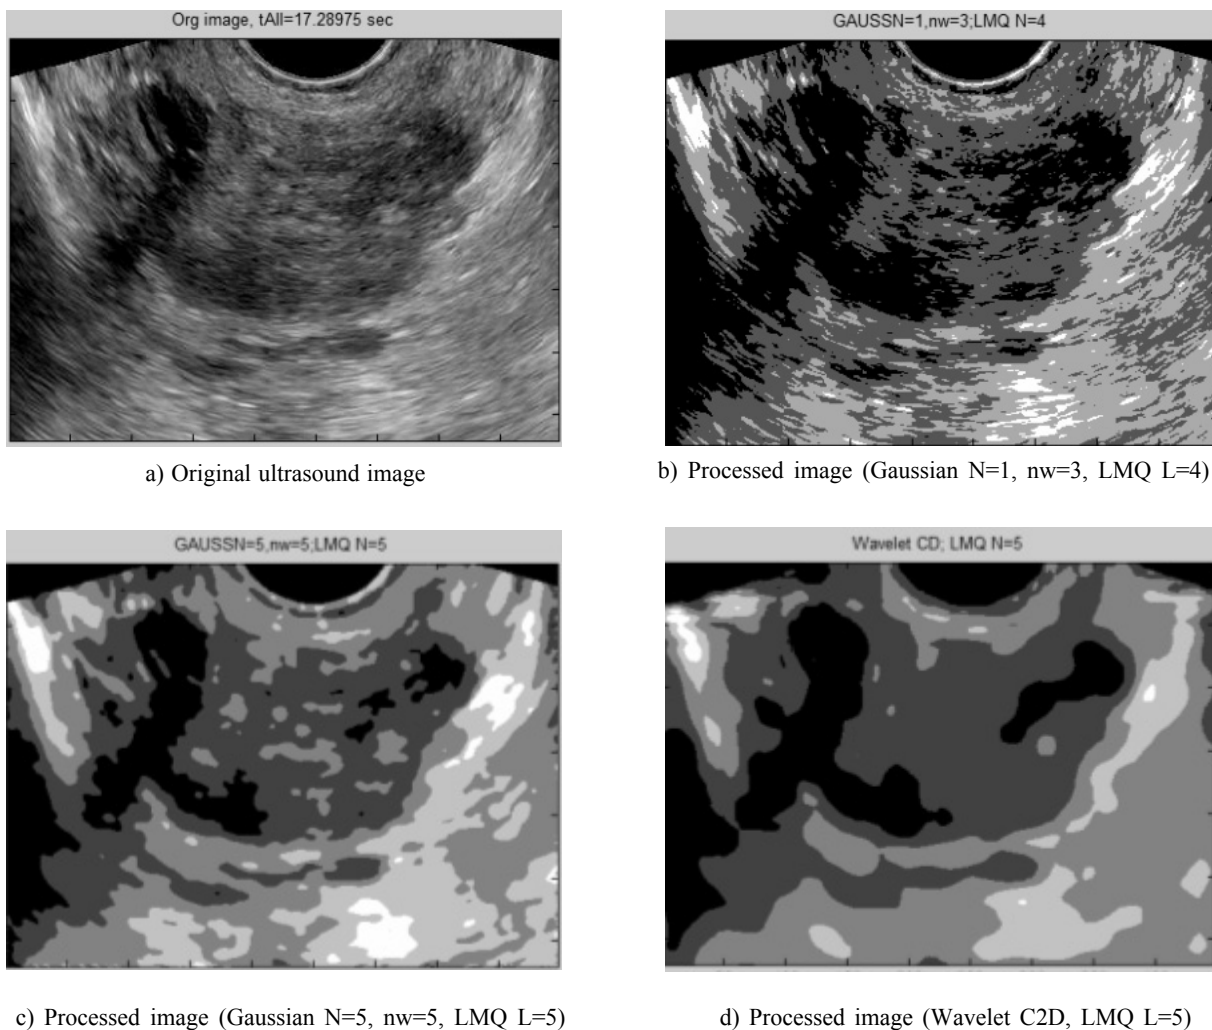 Org image, tAll=17.28975 sec
GAUSSN=1,nw=3;LMQ N=4
a) Original ultrasound image
b) Processed image (Gaussian N=1, nw=3, LMQ L=4)
GAUSSN=5,nw=5;LMQ N=5
Wavelet CD; LMQ N=5
c) Processed image (Gaussian N=5, nw=5, LMQ L=5)
d) Processed image (Wavelet C2D, LMQ L=5)